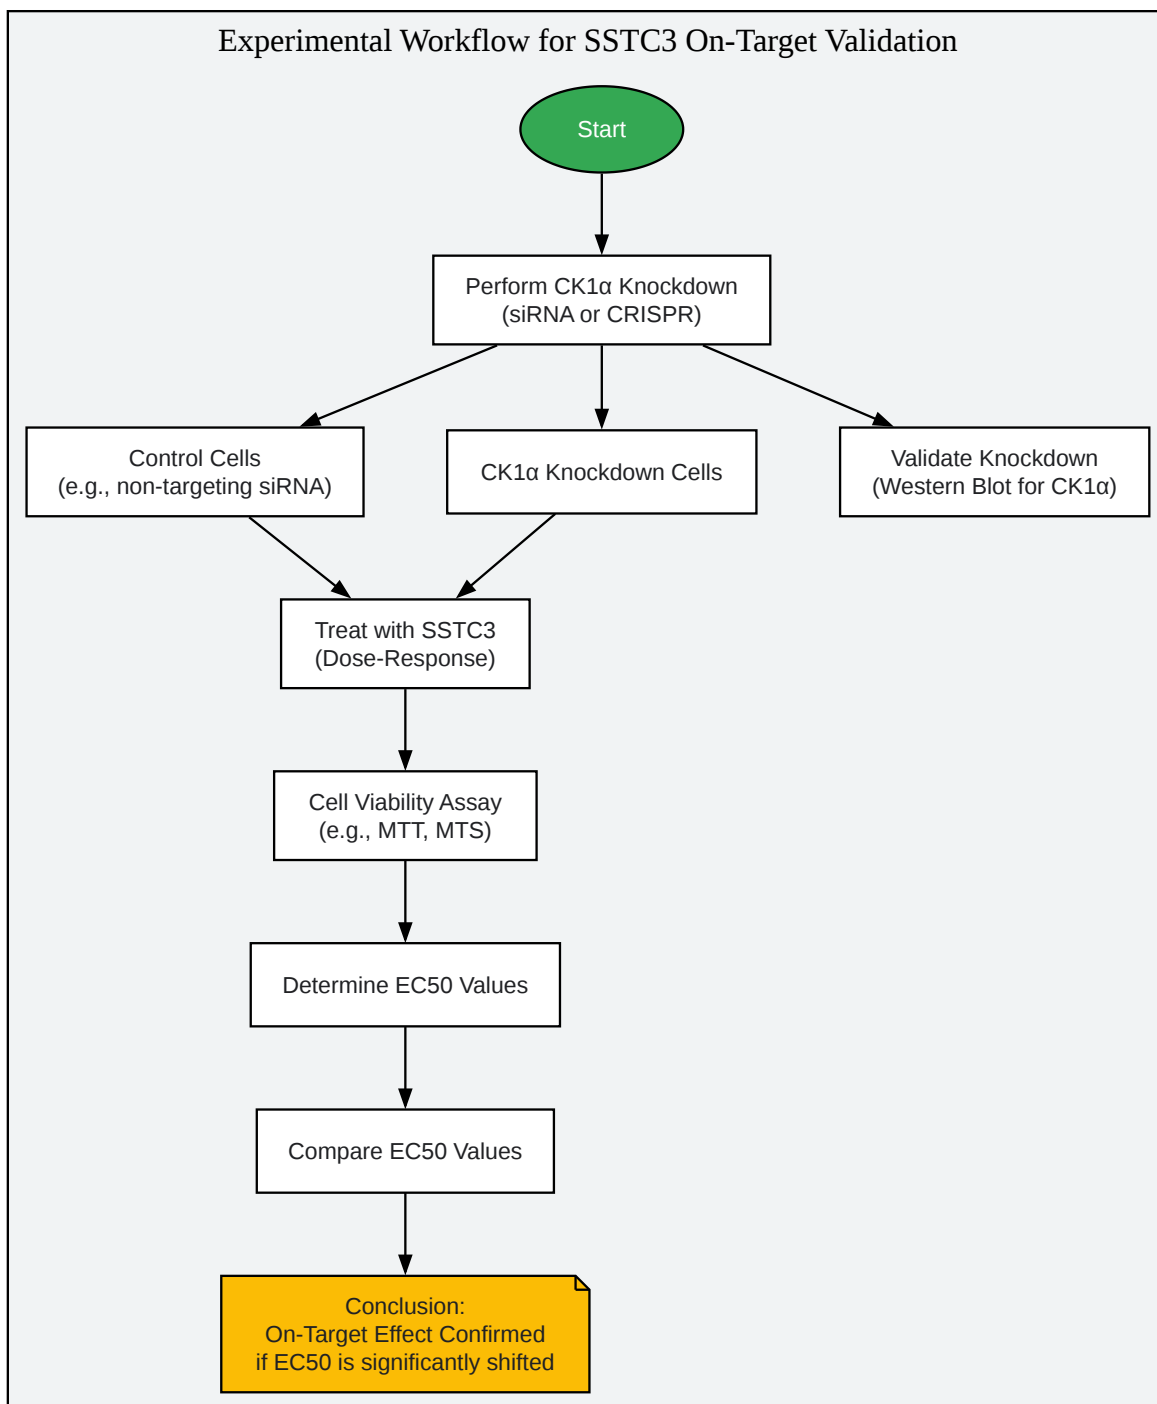 Experimental Workflow for SSTC3 On-Target Validation
Start
Perform CK1α Knockdown
(siRNA or CRISPR)
Control Cells
(e.g., non-targeting siRNA)
CK1α Knockdown Cells
Validate Knockdown
(Western Blot for CK1α)
Treat with SSTC3
(Dose-Response)
Cell Viability Assay
(e.g., MTT, MTS)
Determine EC50 Values
Compare EC50 Values
Conclusion:
On-Target Effect Confirmed
if EC50 is significantly shifted